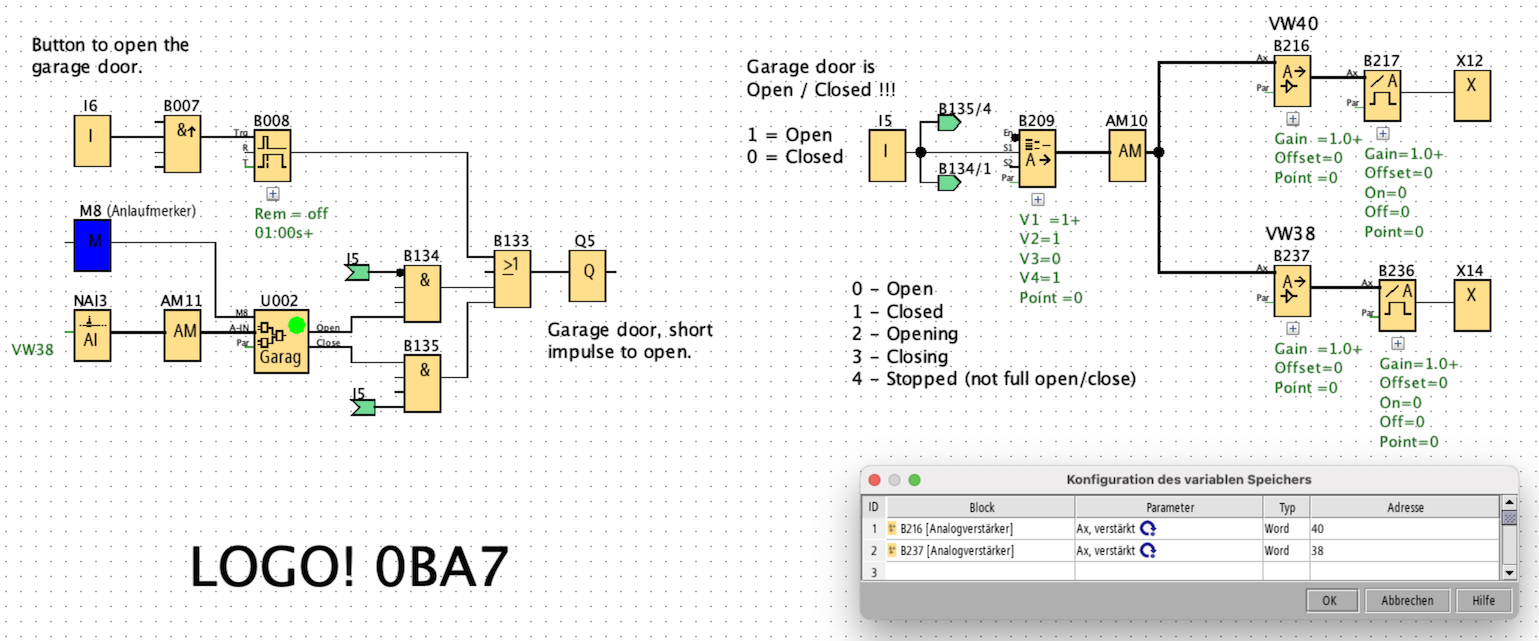 Button to open the
garage door.
I6
I
B007
&↑
B008
Trg
R
T
Rem = off
01:00s+
M8 (Anlaufmerker)
M
NAI3
AI
VW38
AM11
AM
U002
M8
A-IN
Par
Garag
Open
Close
I5
B134
&
B135
&
I5
B133
≥1
Q5
Q
Garage door, short
impulse to open.
LOGO! 0BA7
Garage door is
Open / Closed !!!
1 = Open
0 = Closed
I5
I
B135/4
B134/1
B209
En
S1
S2
Par
A→
V1 =1+
V2=1
V3=0
V4=1
Point =0
AM10
AM
0 – Open
1 – Closed
2 – Opening
3 – Closing
4 – Stopped (not full open/close)
VW40
B216
Ax
Par
A→
Gain =1.0+
Offset=0
Point =0
B217
Ax
Par
/A
Gain=1.0+
Offset=0
On=0
Off=0
Point=0
X12
X
VW38
B237
Ax
Par
A→
Gain =1.0+
Offset=0
Point =0
B236
Ax
Par
/A
Gain=1.0+
Offset=0
On=0
Off=0
Point=0
X14
X
Konfiguration des variablen Speichers
ID Block Parameter Typ Adresse
1 B216 [Analogverstärker] Ax, verstärkt Word 40
2 B237 [Analogverstärker] Ax, verstärkt Word 38
3
OK Abbrechen Hilfe